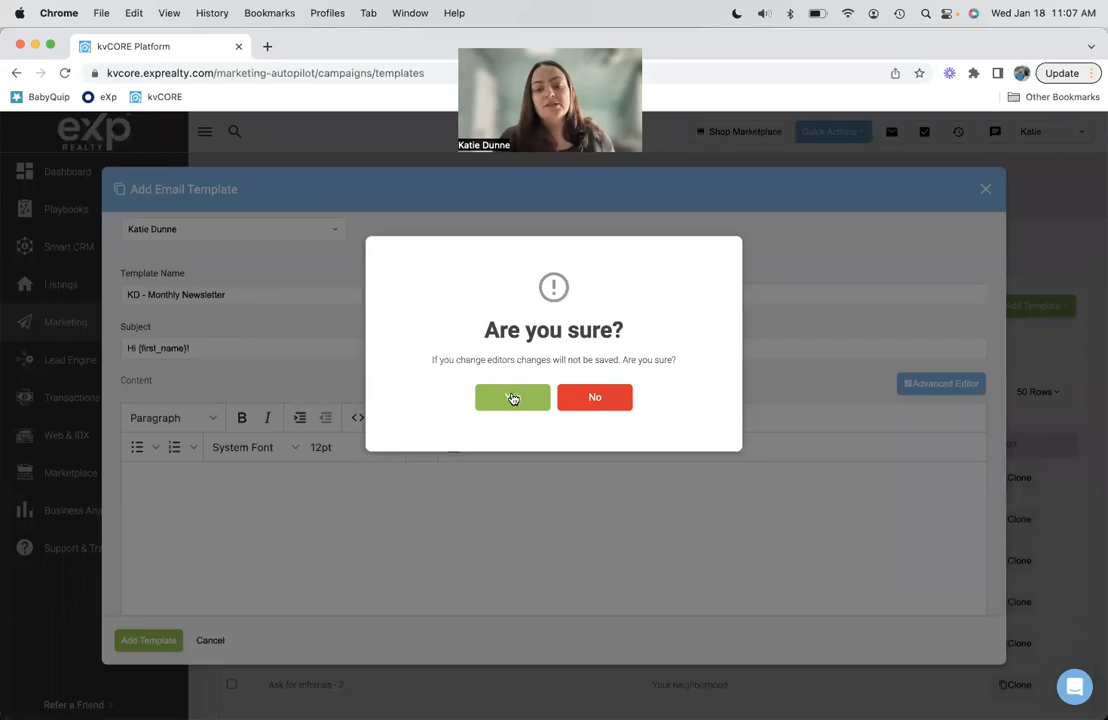 Chrome File Edit View History Bookmarks Profiles Tab Window Help Wed Jan 18 11:07 AM
kvCORE Platform
kvcore.exprealty.com/marketing-autopilot/campaigns/templates Update
BabyQuip eXp kvCORE Other Bookmarks
Katie Dunne
eXp REALTY
Shop Marketplace Quick Actions Katie
Dashboard
Playbooks
Smart CRM
Listings
Marketing
Lead Engine
Transactions
Web & IDX
Marketplace
Business Ana
Support & Tra
Refer a Friend
Add Email Template
Katie Dunne
Template Name
KD - Monthly Newsletter
Subject
Hi {first_name}!
Content
Advanced Editor
Paragraph B I
System Font 12pt
Add Template Cancel
Are you sure?
If you change editors changes will not be saved. Are you sure?
No
Add Template
50 Rows
Clone
Clone
Clone
Clone
Clone
Ask for referrals - ? Your neighborhood Clone